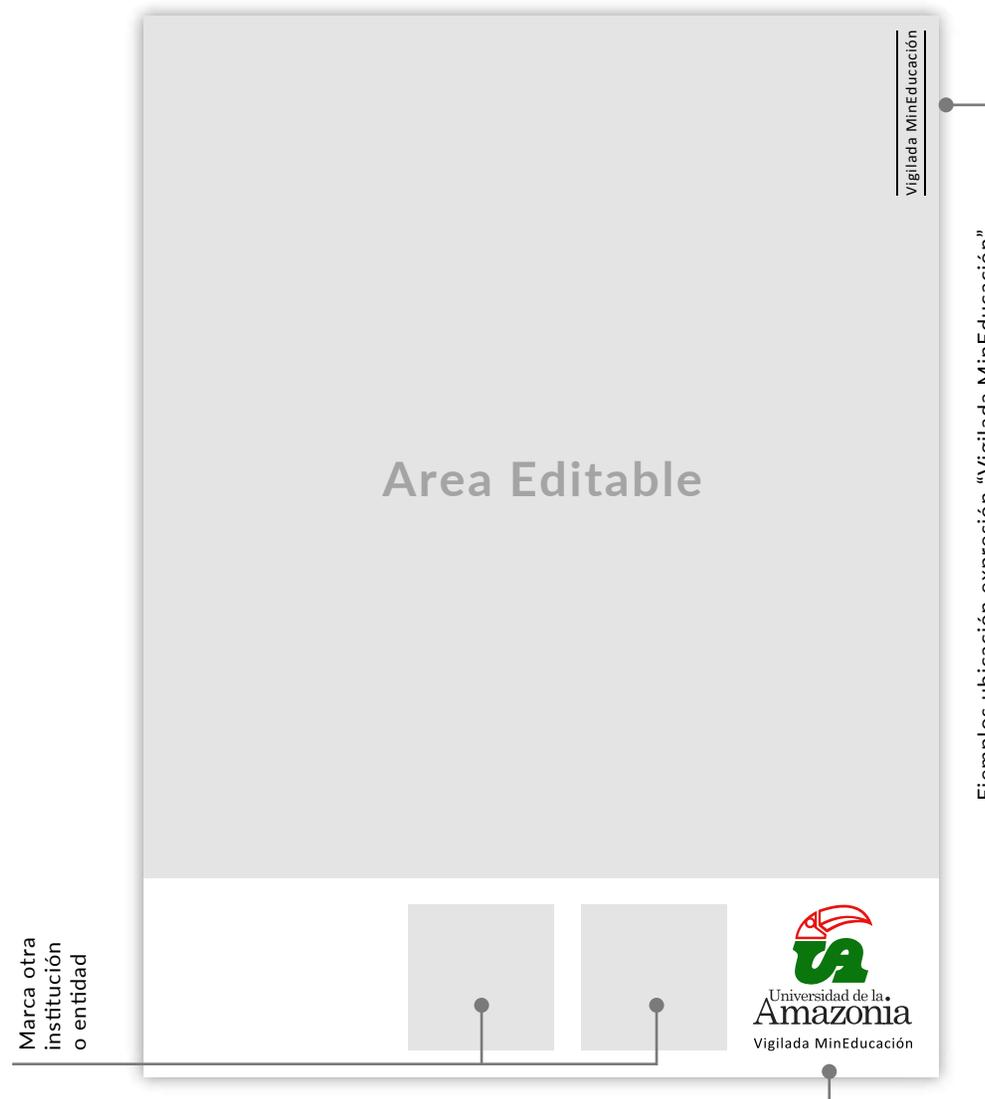 Vigilada MinEducación
Area Editable
Marca otra
institución
o entidad
Universidad de la
Amazonia
Vigilada MinEducación
Ejemplos ubicación expresión “Vigilada MinEducación”